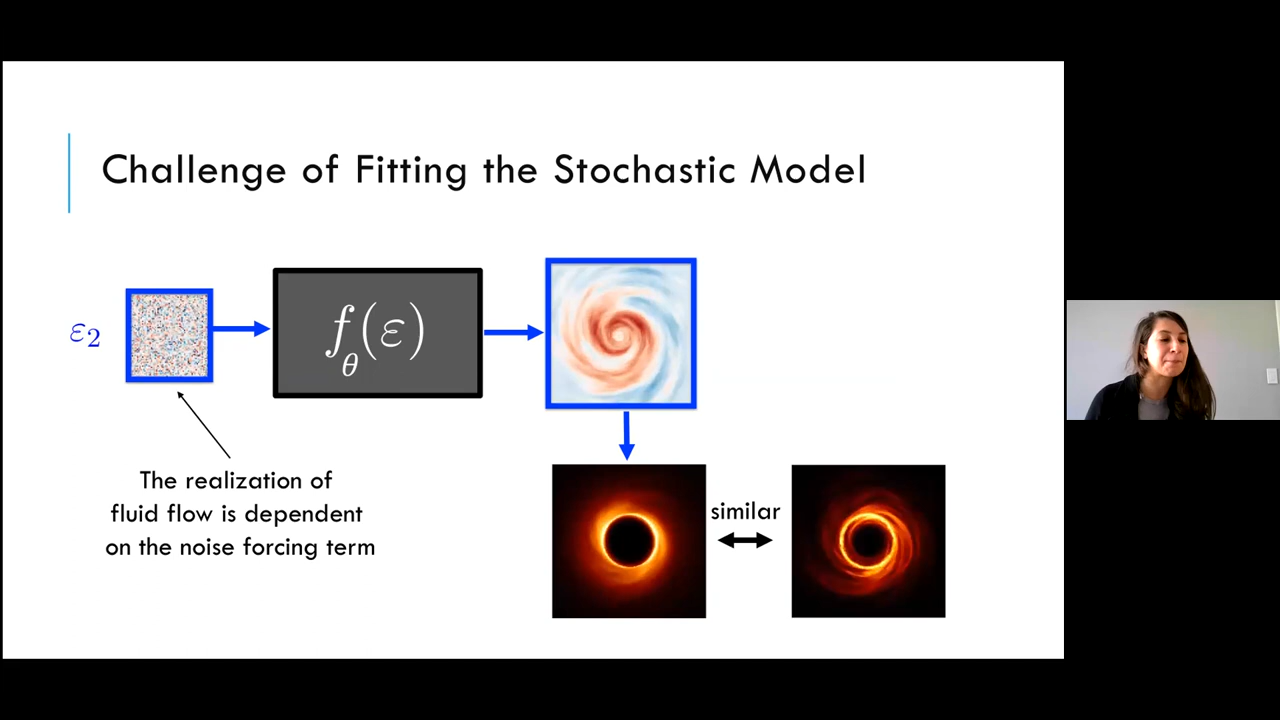 Challenge of Fitting the Stochastic Model
ε₂
f_θ(ε)
The realization of
fluid flow is dependent
on the noise forcing term
similar